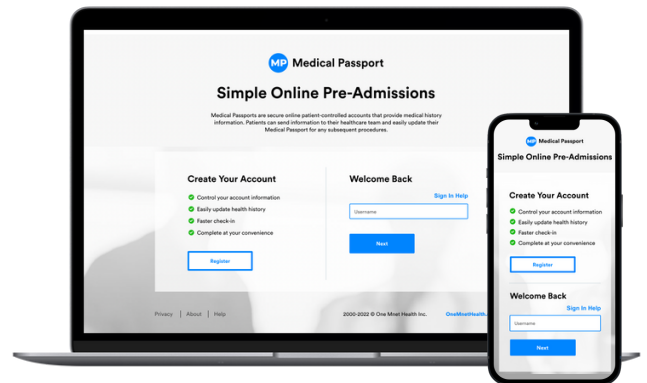 MP Medical Passport
Simple Online Pre-Admissions
Medical Passports are secure online patient-controlled accounts that provide medical history
information. Patients can send information to their healthcare team and easily update their
Medical Passport for any subsequent procedures.
Create Your Account
Control your account information
Easily update health history
Faster check-in
Complete at your convenience
Register
Welcome Back
Sign In Help
Username
Next
Privacy | About | Help
2000-2022 © One Mnet Health Inc.
OneMnetHealth.
MP Medical Passport
Simple Online Pre-Admissions
Create Your Account
Control your account information
Easily update health history
Faster check-in
Complete at your convenience
Register
Welcome Back
Sign In Help
Username
Next